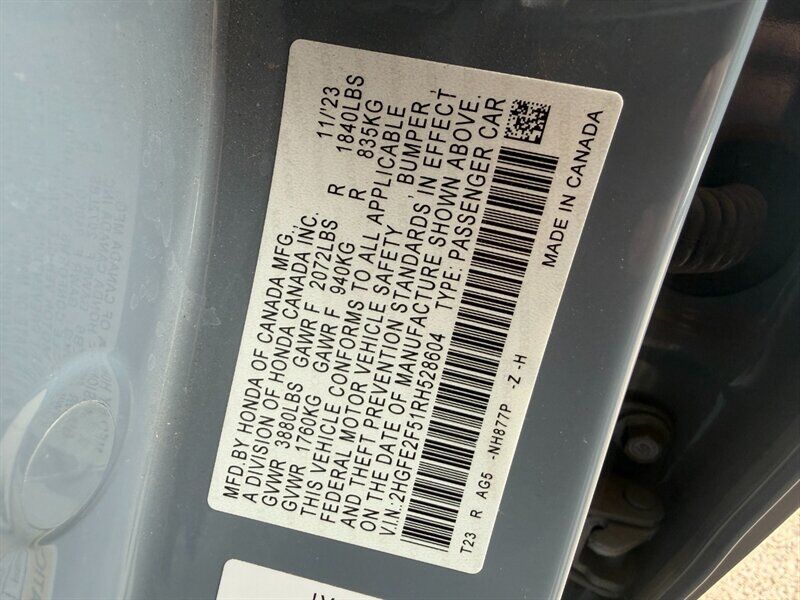 MFD.BY HONDA OF CANADA MFG., 11/'23
A DIVISION OF HONDA CANADA INC.
GVWR 3880LBS GAWR F 2072LBS R 1840LBS
GVWR 1760KG GAWR F 940KG R 835KG
THIS VEHICLE CONFORMS TO ALL APPLICABLE
FEDERAL MOTOR VEHICLE SAFETY, BUMPER,
AND THEFT PREVENTION STANDARDS IN EFFECT
ON THE DATE OF MANUFACTURE SHOWN ABOVE.
V.I.N.:2HGFE2F51RH528604 TYPE: PASSENGER CAR
T23 R AG5 -NH877P -Z -H
MADE IN CANADA